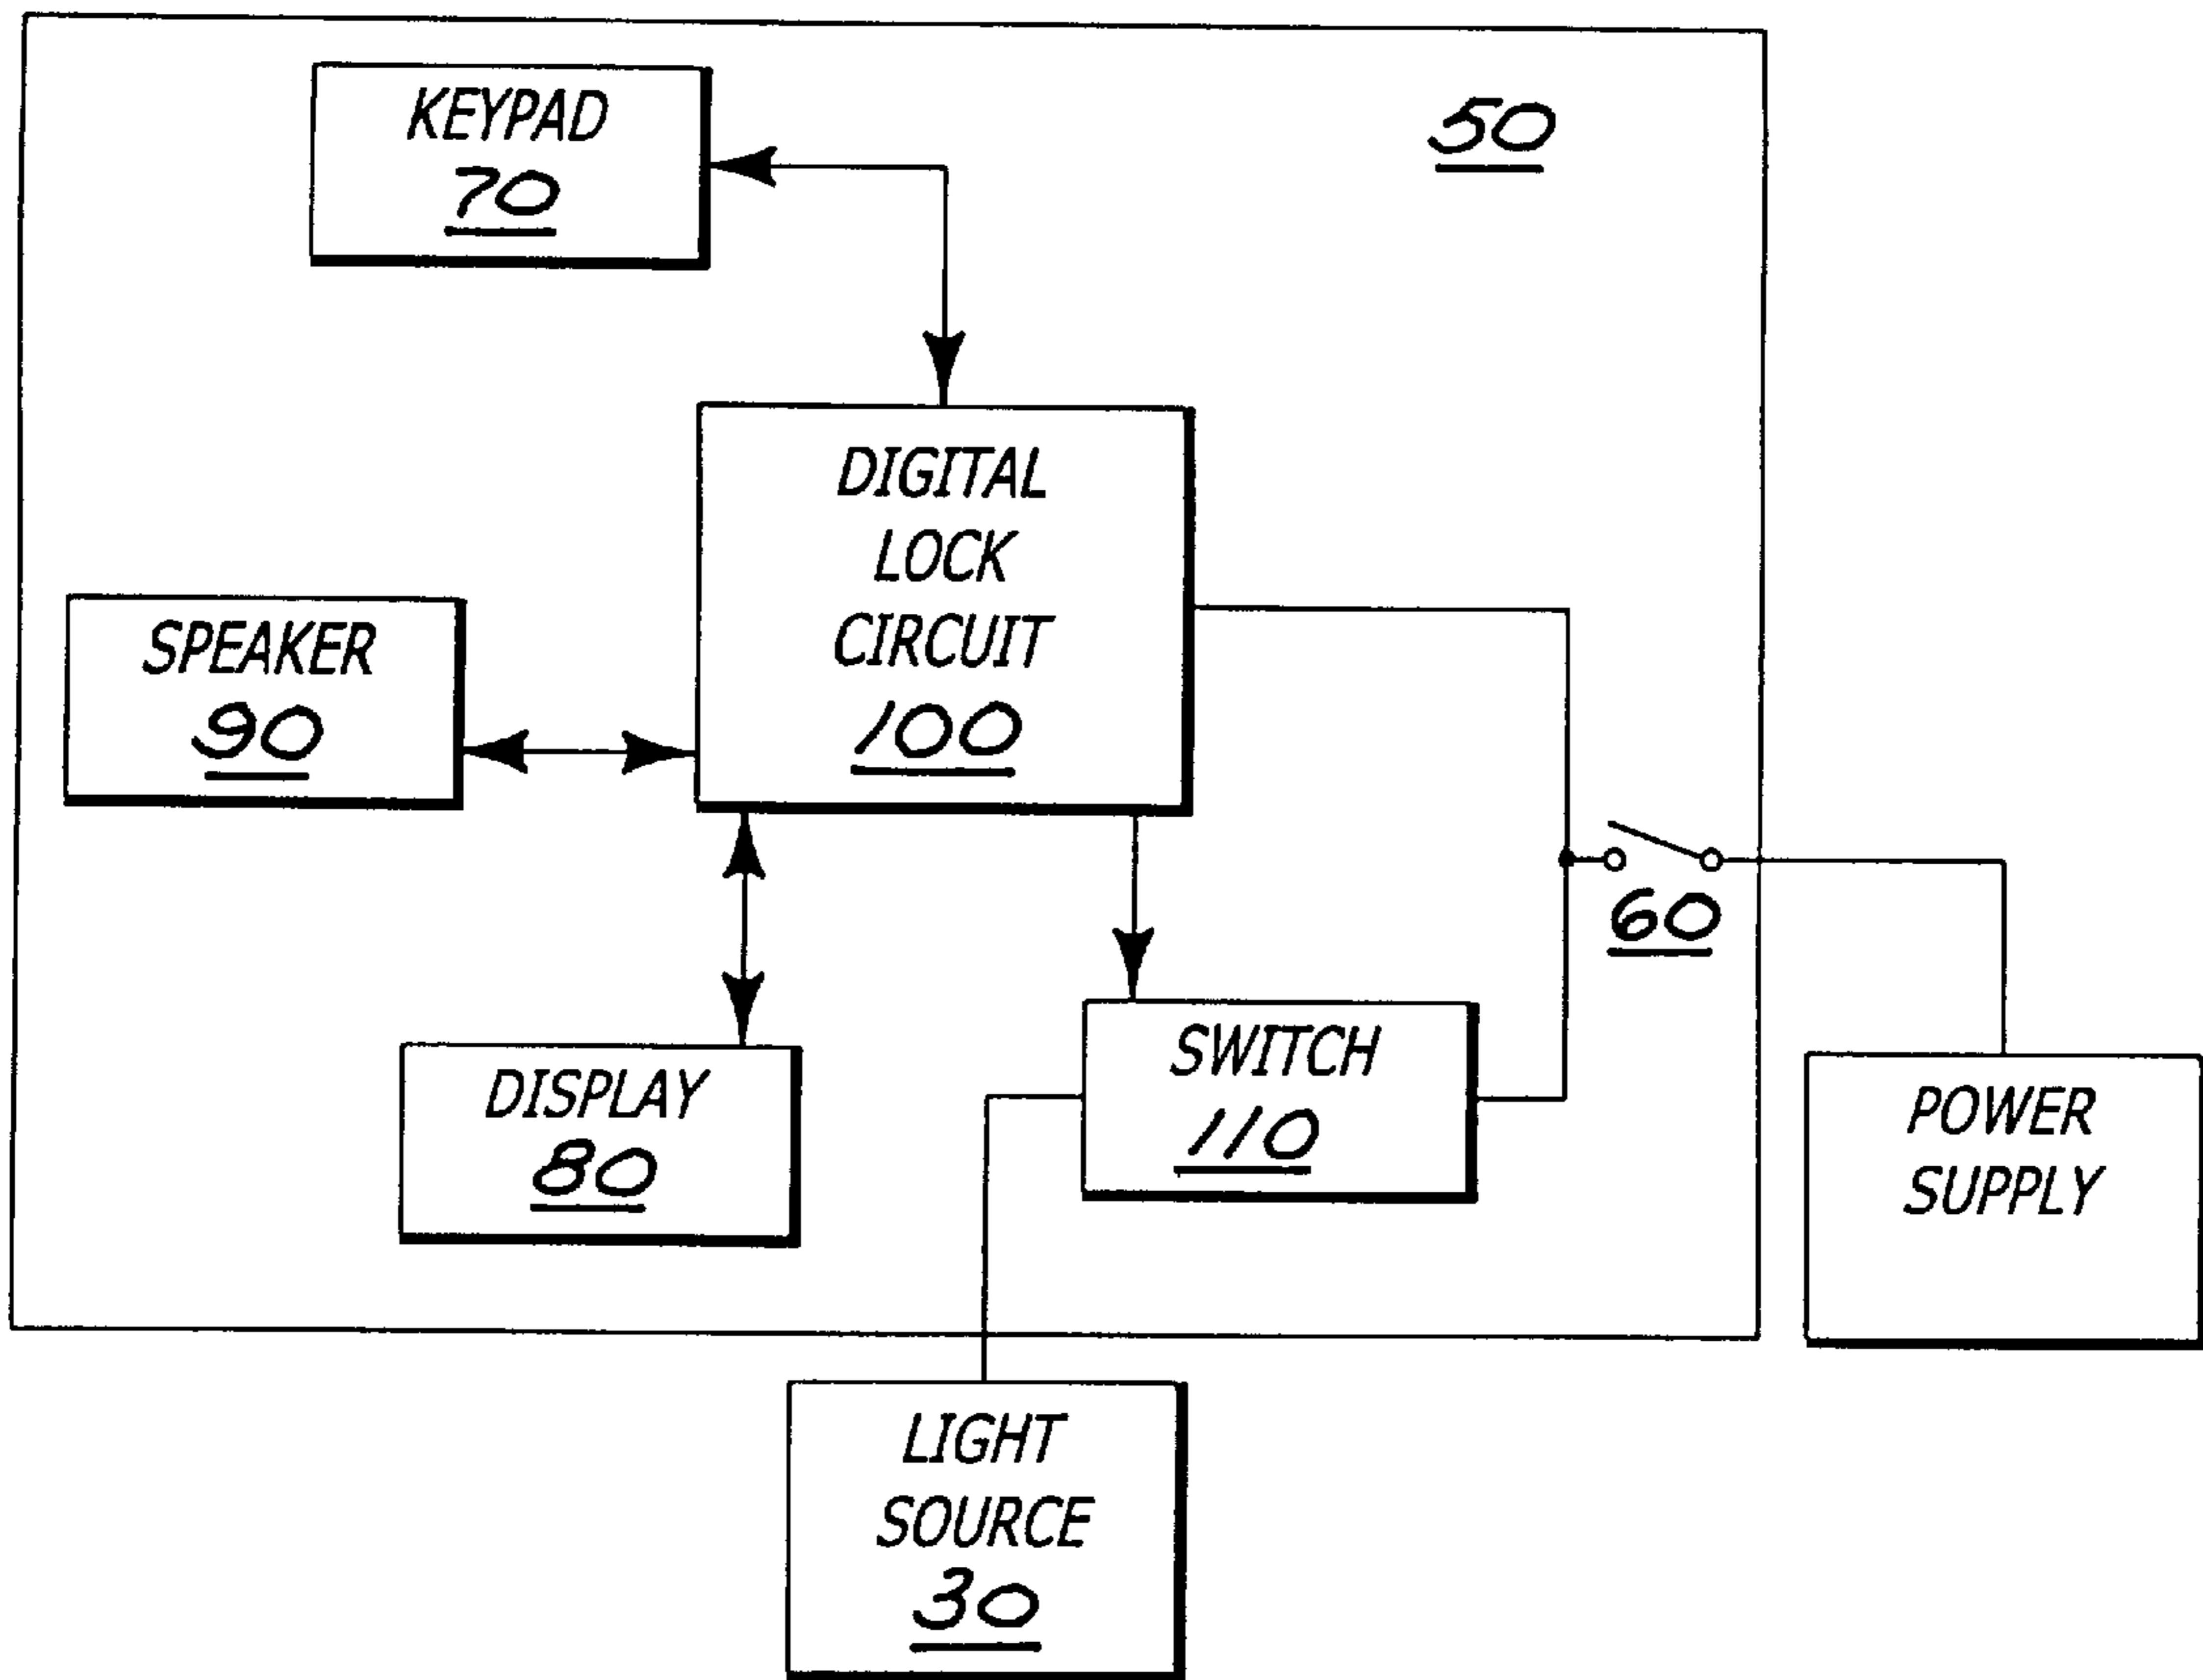 KEYPAD
70
50
DIGITAL
LOCK
CIRCUIT
100
SPEAKER
90
60
SWITCH
110
DISPLAY
80
POWER
SUPPLY
LIGHT
SOURCE
30